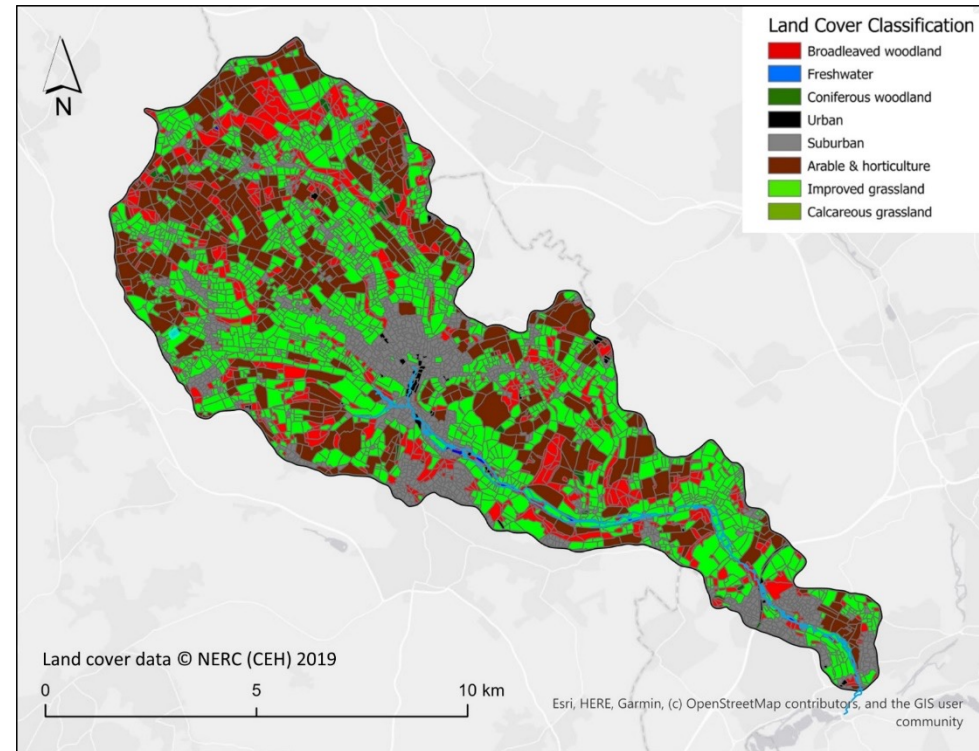 Land Cover Classification
Broadleaved woodland
Freshwater
Coniferous woodland
Urban
Suburban
Arable & horticulture
Improved grassland
Calcareous grassland
N
Land cover data © NERC (CEH) 2019
0 5 10 km
Esri, HERE, Garmin, (c) OpenStreetMap contributors, and the GIS user
community